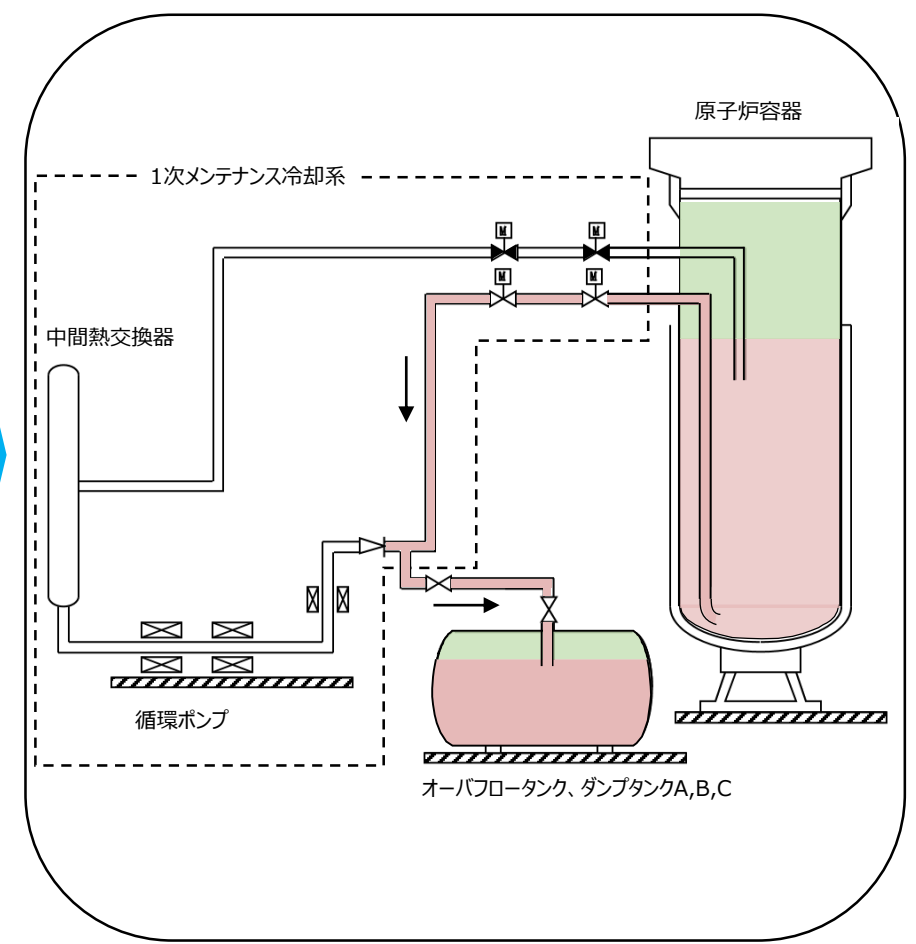 原子炉容器
1次メンテナンス冷却系
M
M
M
M
中間熱交換器
循環ポンプ
オーバフロータンク、ダンプタンクA,B,C